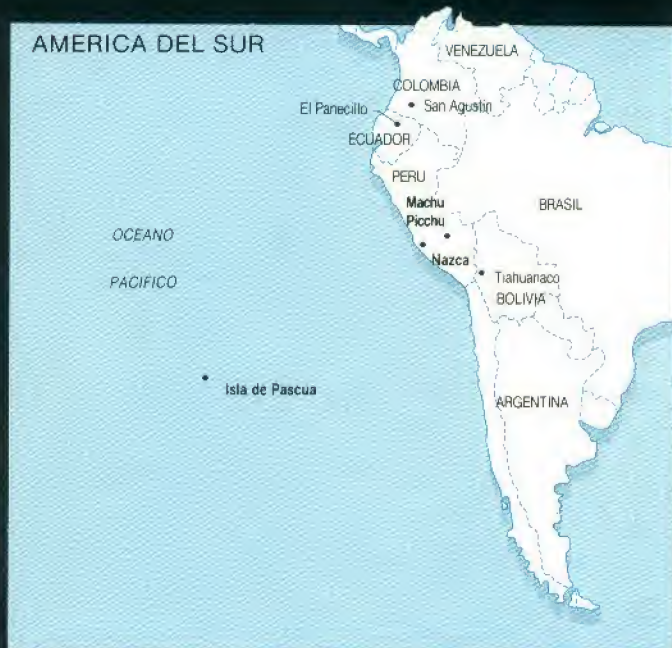 AMERICA DEL SUR
VENEZUELA
COLOMBIA
San Agustín
El Panecillo
ECUADOR
PERU
Machu
Picchu
BRASIL
OCEANO
PACIFICO
Nazca
Tiahuanaco
BOLIVIA
Isla de Pascua
ARGENTINA